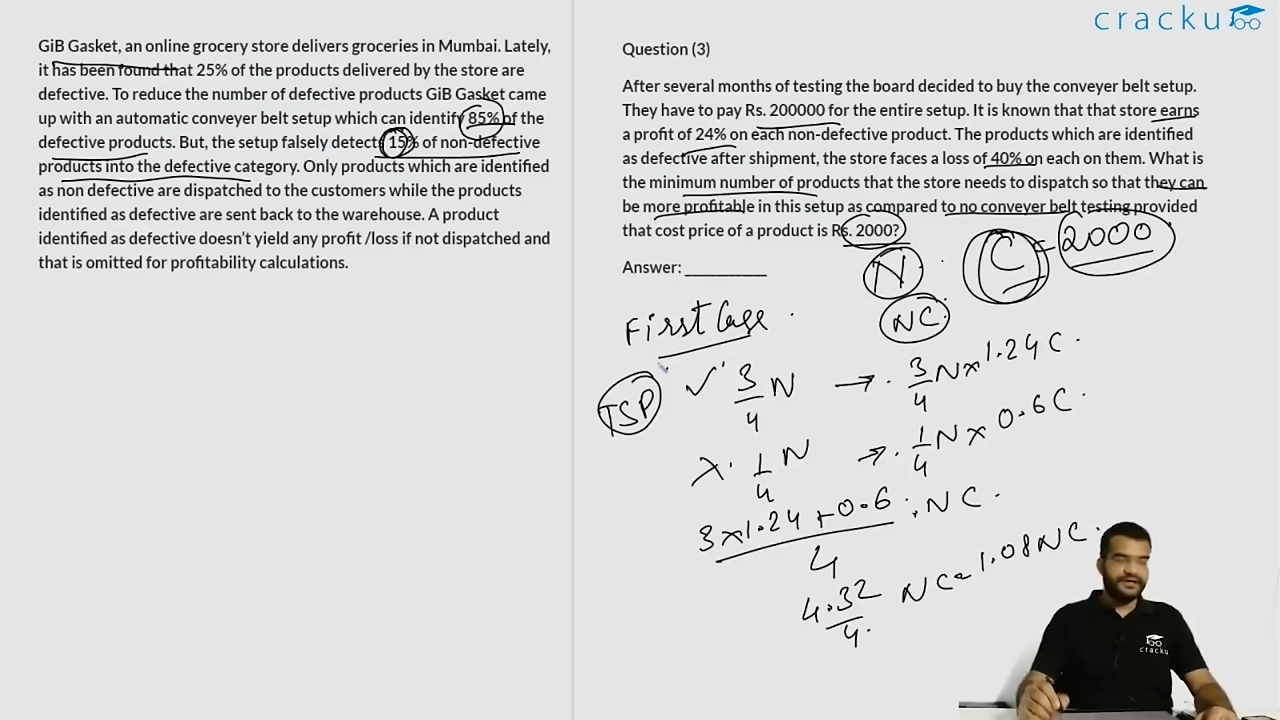 cracku
GiB Gasket, an online grocery store delivers groceries in Mumbai. Lately,
it has been found that 25% of the products delivered by the store are
defective. To reduce the number of defective products GiB Gasket came
up with an automatic conveyer belt setup which can identify 85% of the
defective products. But, the setup falsely detects 15% of non-defective
products into the defective category. Only products which are identified
as non defective are dispatched to the customers while the products
identified as defective are sent back to the warehouse. A product
identified as defective doesn't yield any profit /loss if not dispatched and
that is omitted for profitability calculations.
Question (3)
After several months of testing the board decided to buy the conveyer belt setup.
They have to pay Rs. 200000 for the entire setup. It is known that that store earns
a profit of 24% on each non-defective product. The products which are identified
as defective after shipment, the store faces a loss of 40% on each on them. What is
the minimum number of products that the store needs to dispatch so that they can
be more profitable in this setup as compared to no conveyer belt testing provided
that cost price of a product is Rs. 2000?
Answer: __________
N C = 2000
NC
First Case
TSP ✓ 3/4 N → 3/4 N × 1.24C
× 1/4 N → 1/4 N × 0.6C
3×1.24+0.6/4 NC
4.32/4 NC = 1.08NC
cracku